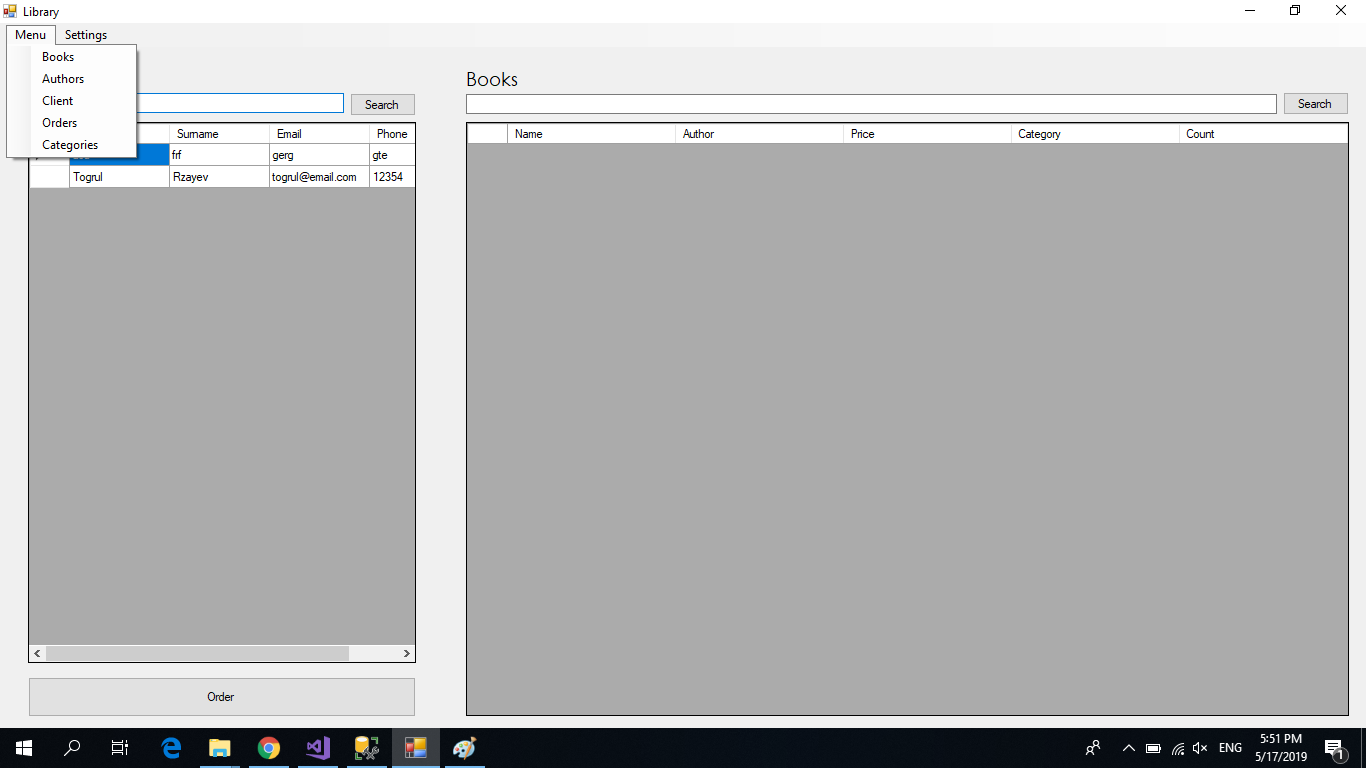 Library
Menu Settings
Books
Authors
Client
Orders
Categories
Search
Surname Email Phone
frf gerg gte
Togrul Rzayev togrul@email.com 12354
Order
Books
Search
Name Author Price Category Count
ENG
5:51 PM
5/17/2019
1